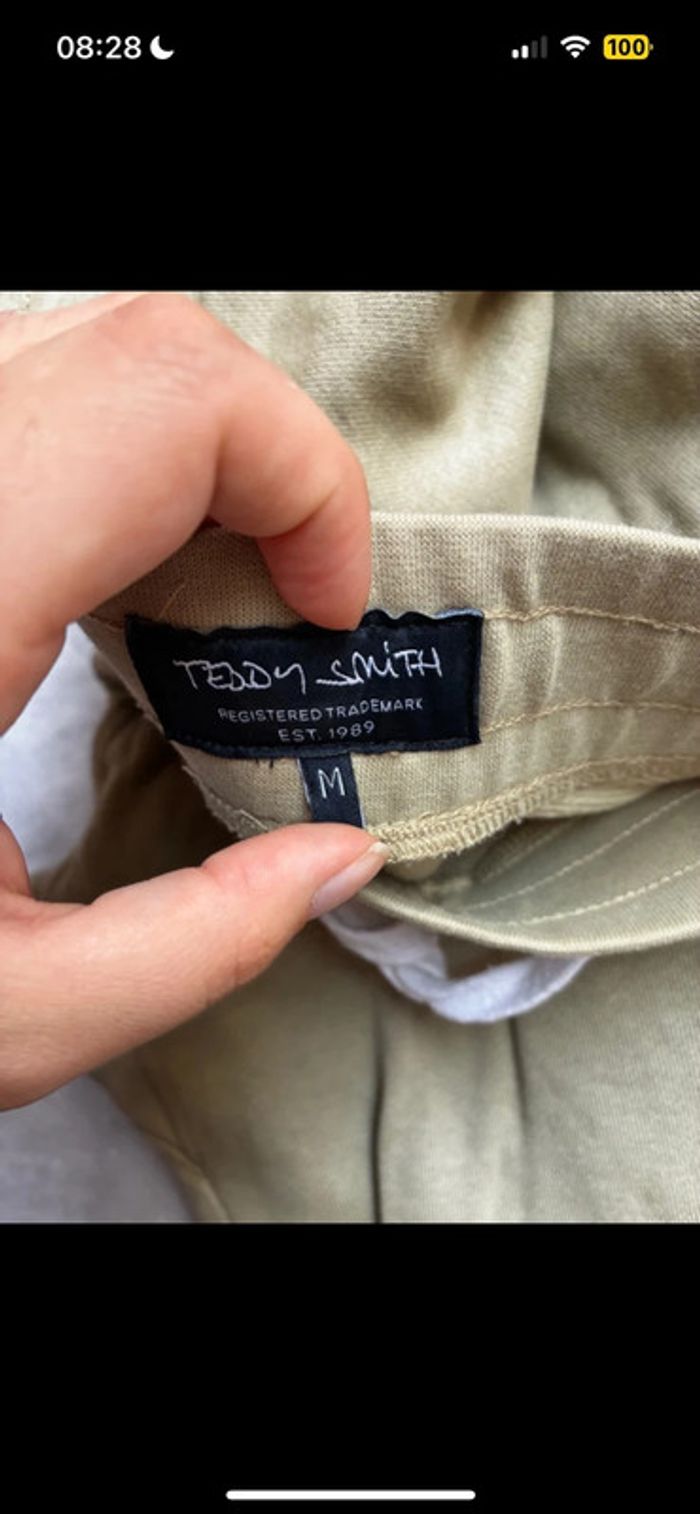 08:28
100
TEDDY SMiTH
REGISTERED TRADEMARK
EST. 1989
M